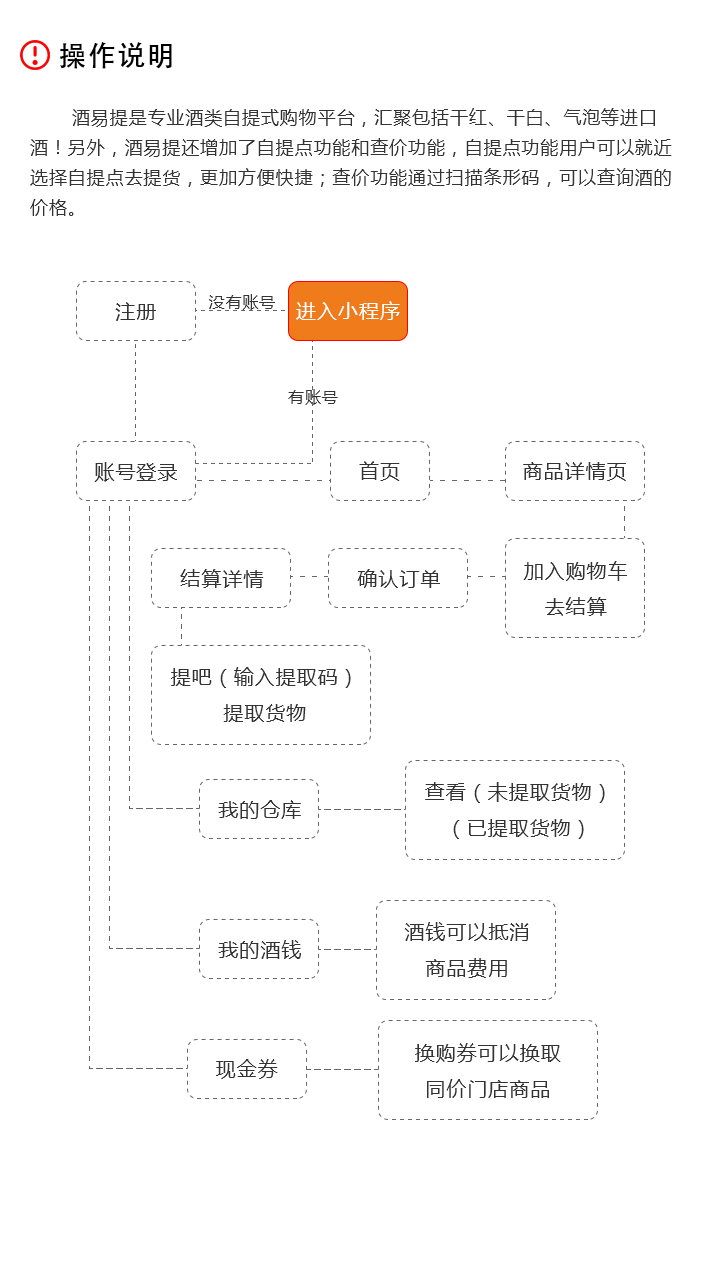 操作说明
酒易提是专业酒类自提式购物平台，汇聚包括干红、干白、气泡等进口
酒！另外，酒易提还增加了自提点功能和查价功能，自提点功能用户可以就近
选择自提点去提货，更加方便快捷；查价功能通过扫描条形码，可以查询酒的
价格。
注册
没有账号
进入小程序
有账号
账号登录
首页
商品详情页
结算详情
确认订单
加入购物车
去结算
提吧（输入提取码）
提取货物
我的仓库
查看（未提取货物）
（已提取货物）
我的酒钱
酒钱可以抵消
商品费用
现金券
换购券可以换取
同价门店商品